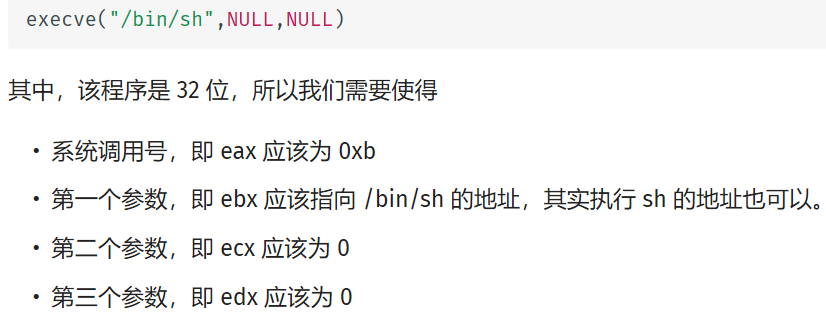 execve("/bin/sh",NULL,NULL)
其中，该程序是 32 位，所以我们需要使得
• 系统调用号，即 eax 应该为 0xb
• 第一个参数，即 ebx 应该指向 /bin/sh 的地址，其实执行 sh 的地址也可以。
• 第二个参数，即 ecx 应该为 0
• 第三个参数，即 edx 应该为 0